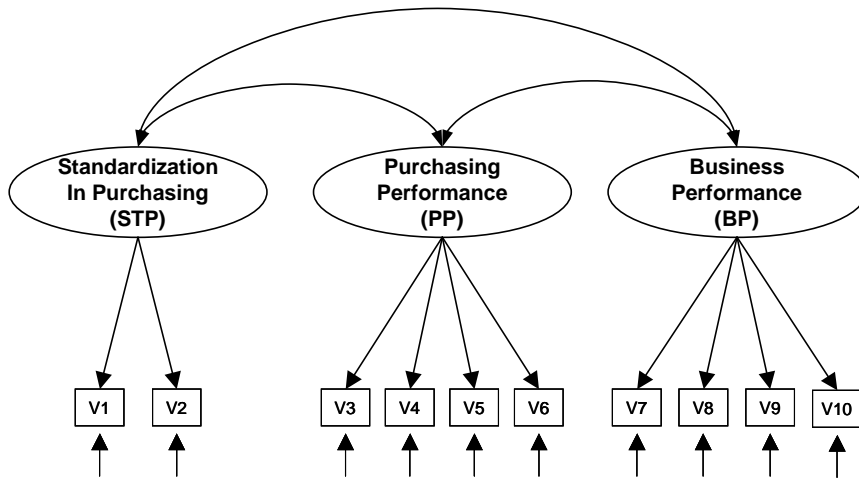 Standardization
In Purchasing
(STP)
Purchasing
Performance
(PP)
Business
Performance
(BP)
V1
V2
V3
V4
V5
V6
V7
V8
V9
V10